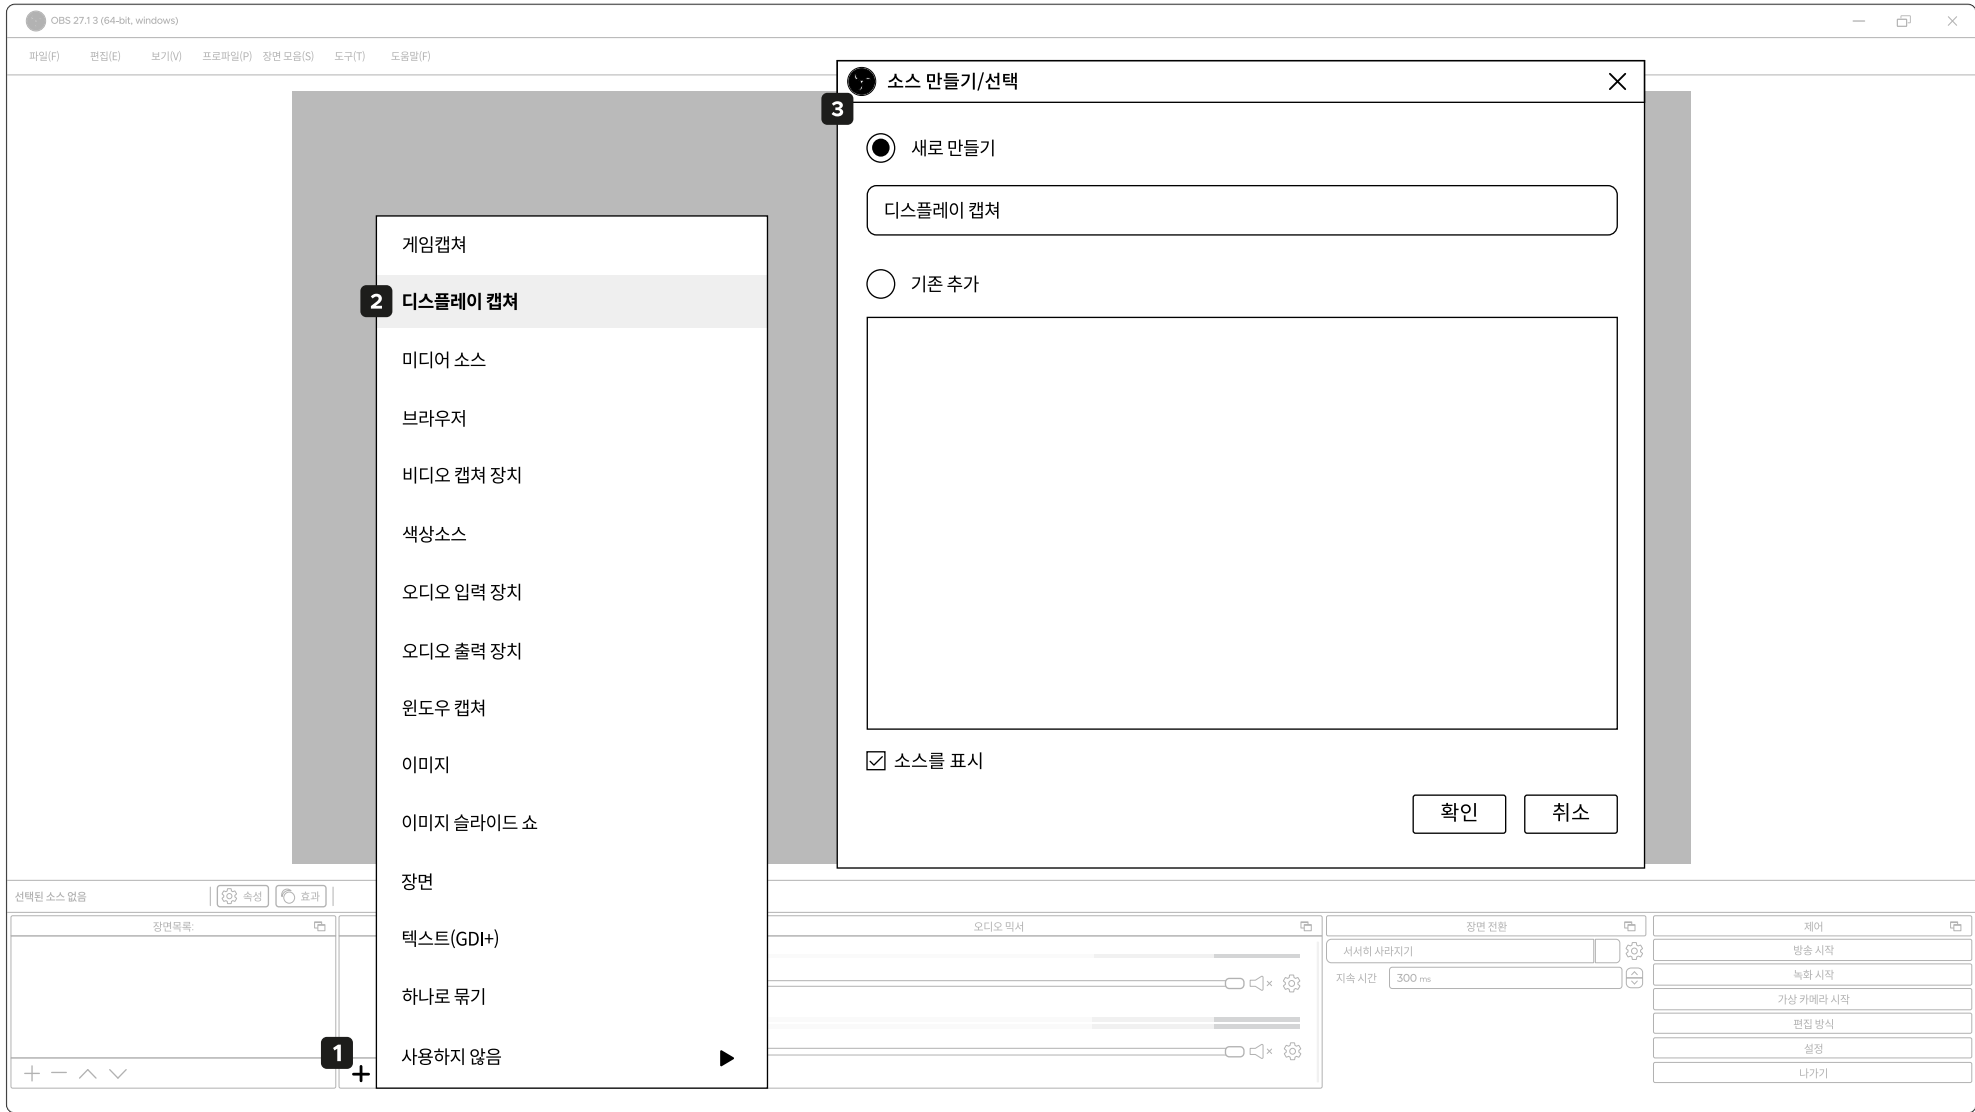 OBS 27.1 3 (64-bit, windows)
파일(F) 편집(E) 보기(V) 프로파일(P) 장면 모음(S) 도구(T) 도움말(F)
소스 만들기/선택
3
새로 만들기
디스플레이 캡쳐
기존 추가
소스를 표시
확인 취소
게임캡쳐
2 디스플레이 캡쳐
미디어 소스
브라우저
비디오 캡쳐 장치
색상소스
오디오 입력 장치
오디오 출력 장치
윈도우 캡쳐
이미지
이미지 슬라이드 쇼
장면
텍스트(GDI+)
하나로 묶기
사용하지 않음
1
선택된 소스 없음 속성 효과
장면목록:
오디오 믹서
장면 전환
서서히 사라지기
지속 시간 300 ms
제어
방송 시작
녹화 시작
가상 카메라 시작
편집 방식
설정
나가기